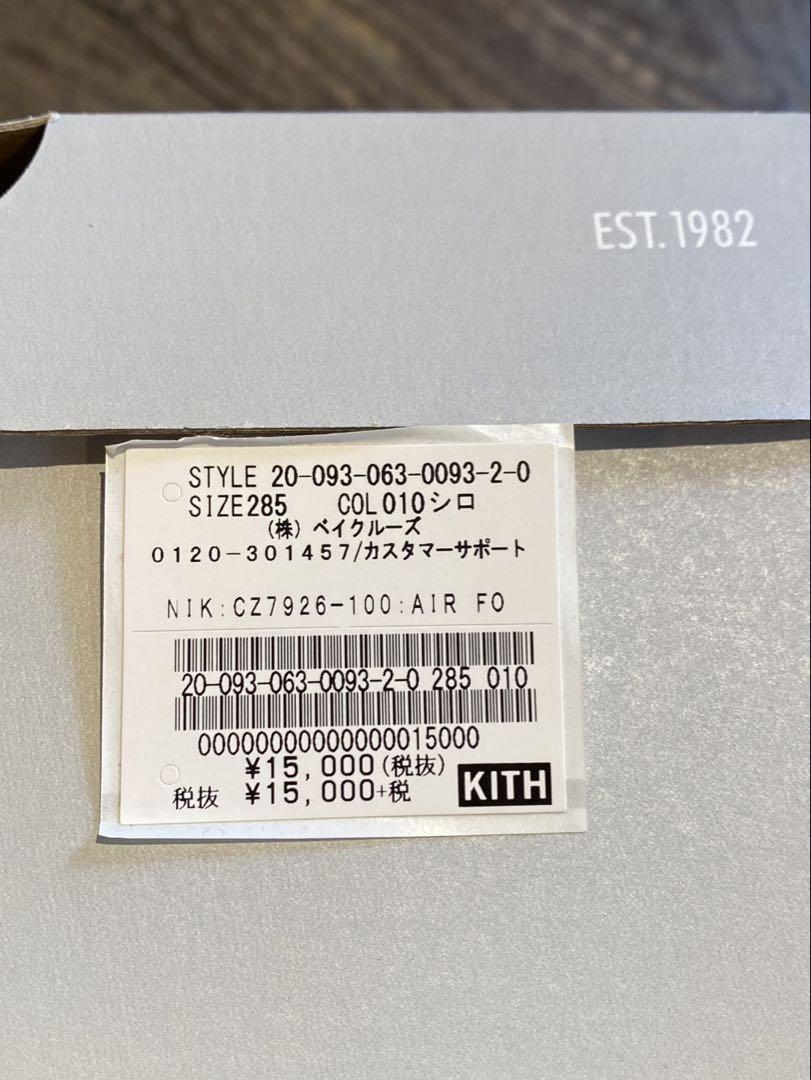 EST.1982
STYLE 20-093-063-0093-2-0
SIZE285 COL010シロ
(株) ベイクルーズ
0120-301457/カスタマーサポート
NIK:CZ7926-100:AIR FO
20-093-063-0093-2-0 285 010
00000000000000015000
¥15,000(税抜)
税抜 ¥15,000+税
KITH